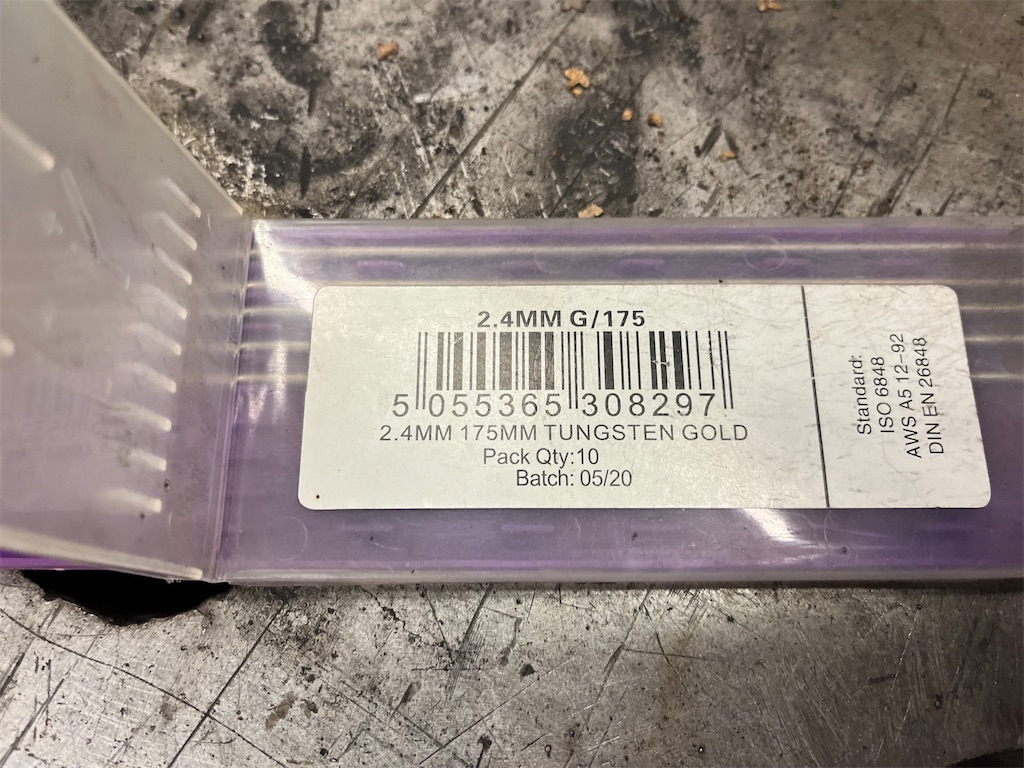 2.4MM G/175
5 055365 308297
2.4MM 175MM TUNGSTEN GOLD
Pack Qty:10
Batch: 05/20
Standard:
ISO 6848
AWS A5 12-92
DIN EN 26848